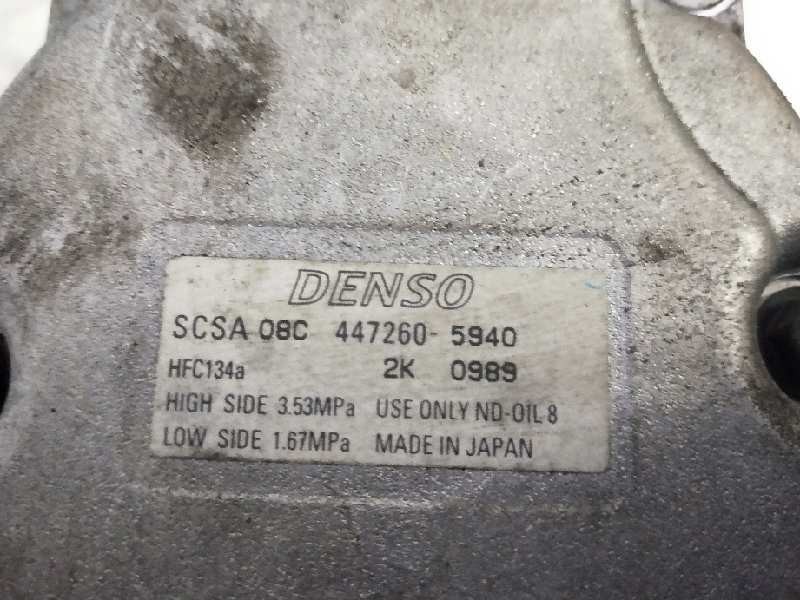 DENSO
SCSA 08C 447260-5940
HFC134a 2K 0989
HIGH SIDE 3.53MPa USE ONLY ND-OIL 8
LOW SIDE 1.67MPa MADE IN JAPAN